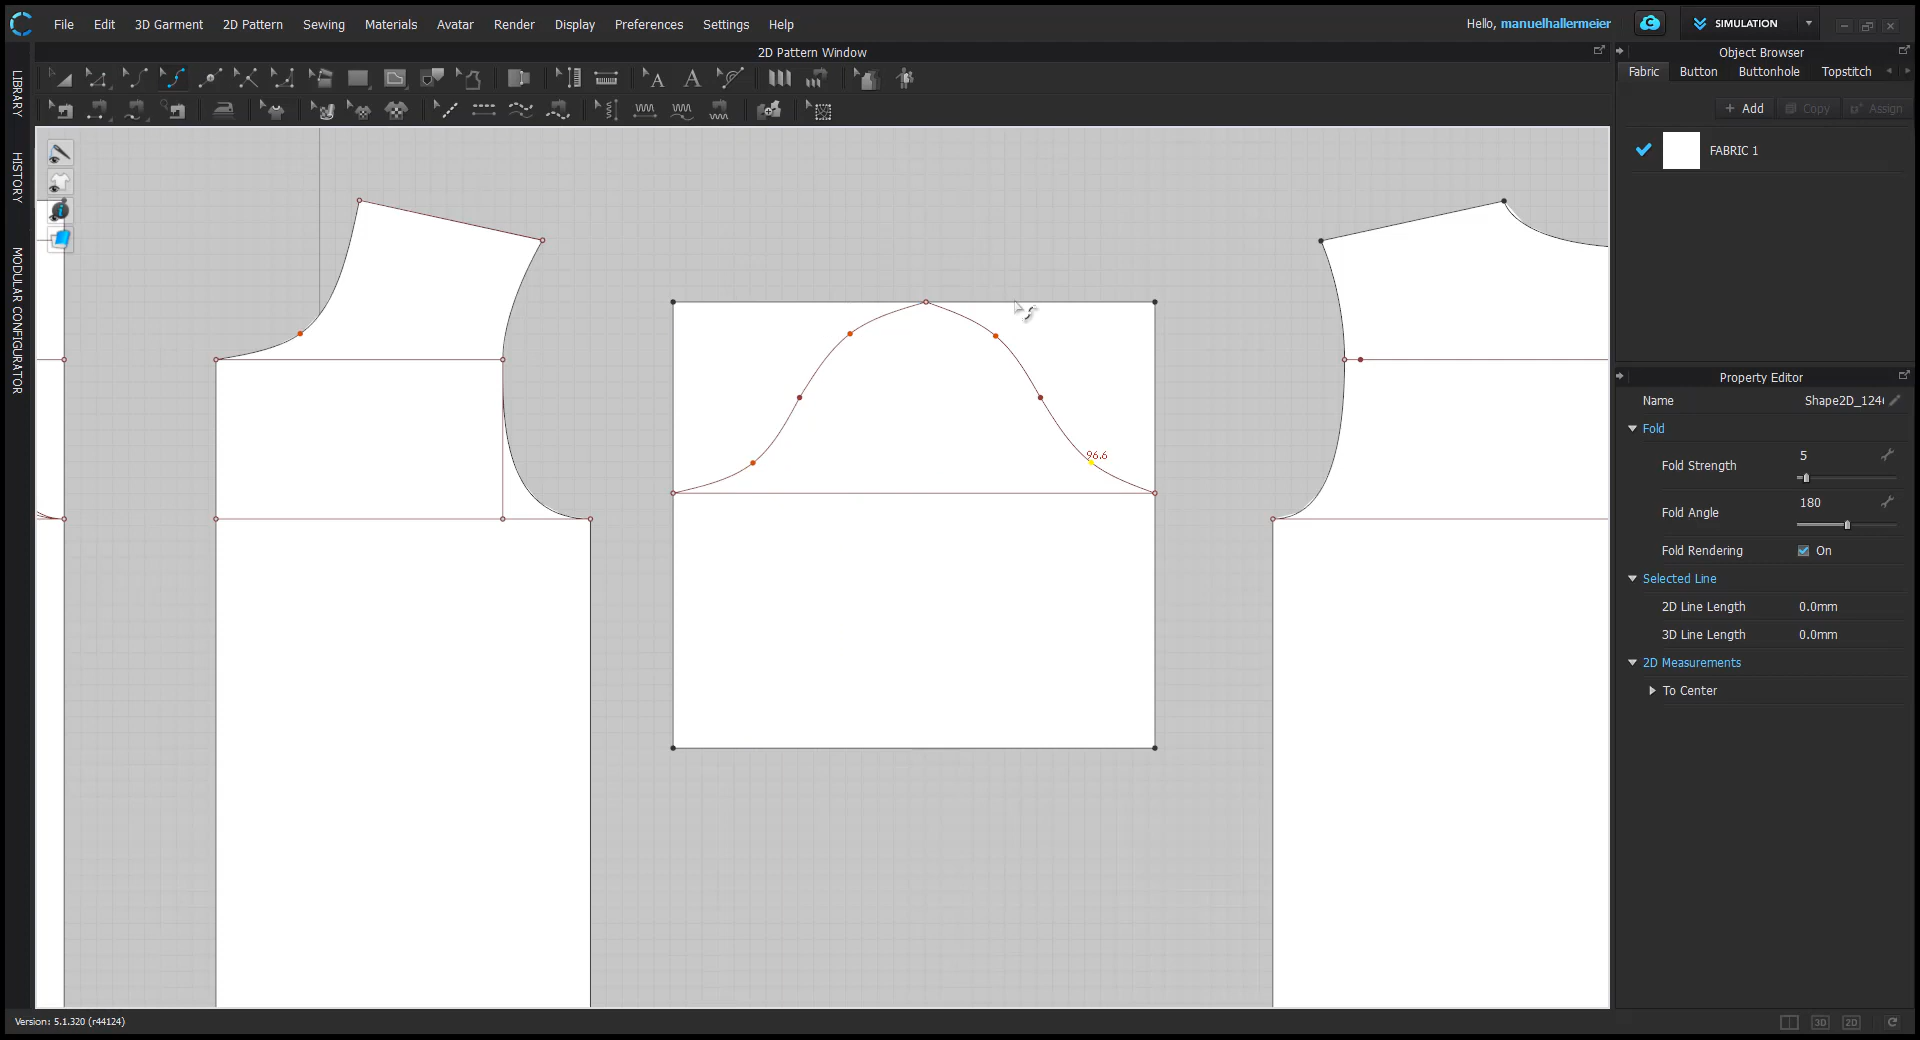 File Edit 3D Garment 2D Pattern Sewing Materials Avatar Render Display Preferences Settings Help
Hello, manuelhallermeier
SIMULATION
2D Pattern Window
Object Browser
Fabric Button Buttonhole Topstitch
+ Add Copy Assign
FABRIC 1
LIBRARY
HISTORY
MODULAR CONFIGURATOR
96.6
Property Editor
Name Shape2D_124
Fold
Fold Strength 5
Fold Angle 180
Fold Rendering On
Selected Line
2D Line Length 0.0mm
3D Line Length 0.0mm
2D Measurements
To Center
Version: 5.1.320 (r44124)
3D 2D